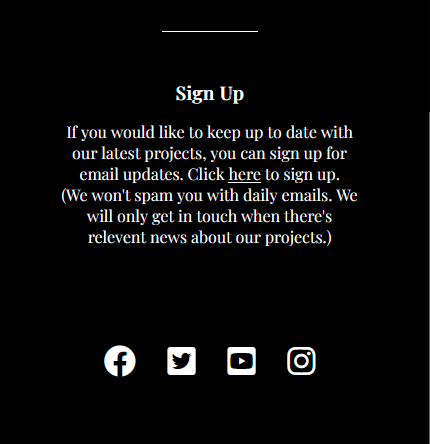 Sign Up
If you would like to keep up to date with
our latest projects, you can sign up for
email updates. Click here to sign up.
(We won't spam you with daily emails. We
will only get in touch when there's
relevent news about our projects.)